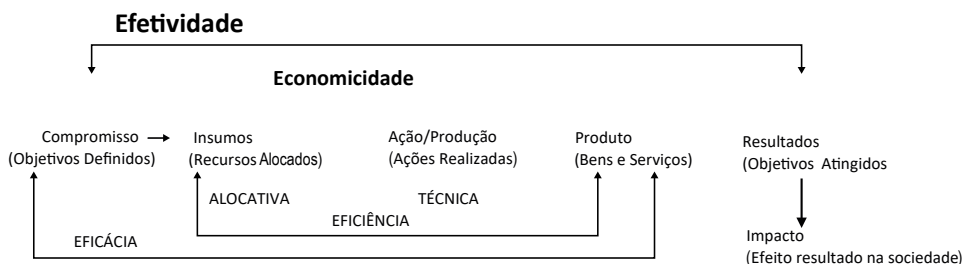 Efetividade
Economicidade
Compromisso
(Objetivos Definidos)
Insumos
(Recursos Alocados)
Ação/Produção
(Ações Realizadas)
Produto
(Bens e Serviços)
Resultados
(Objetivos Atingidos
ALOCATIVA
TÉCNICA
EFICIÊNCIA
EFICÁCIA
Impacto
(Efeito resultado na sociedade)